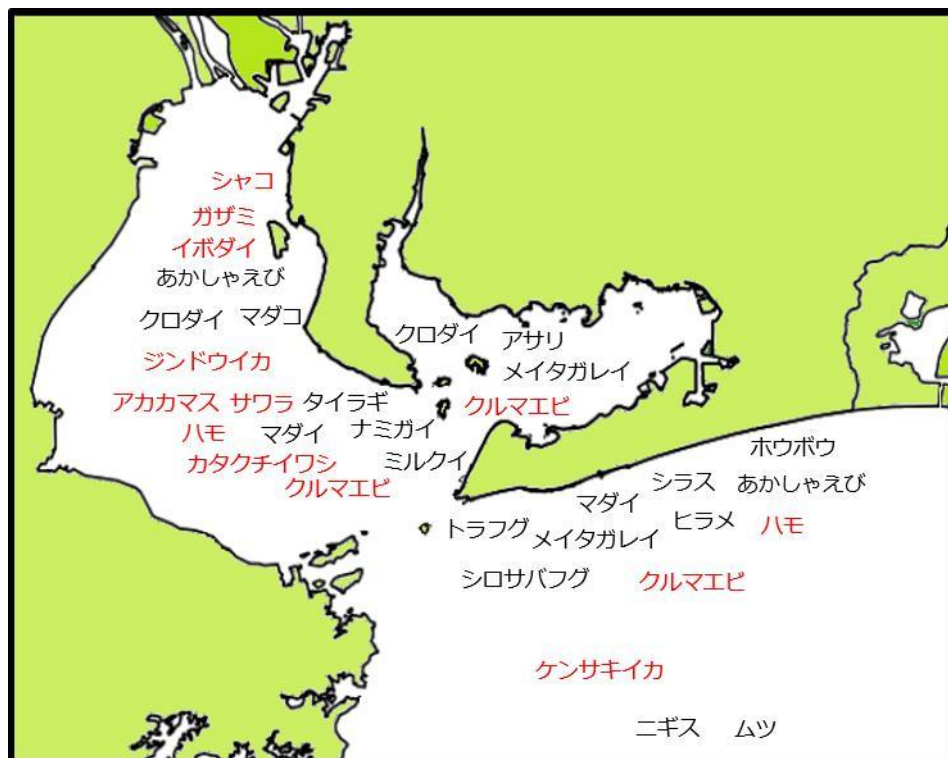 シャコ
ガザミ
イボダイ
あかしゃえび
クロダイ マダコ
ジンドウイカ
アカカマス サワラ タイラギ
ハモ マダイ ナミガイ
カタクチイワシ ミルクイ
クルマエビ
クロダイ アサリ
メイタガレイ
クルマエビ
ホウボウ
シラス あかしゃえび
マダイ ヒラメ ハモ
トラフグ メイタガレイ
シロサバフグ クルマエビ
ケンサキイカ
ニギス ムツ